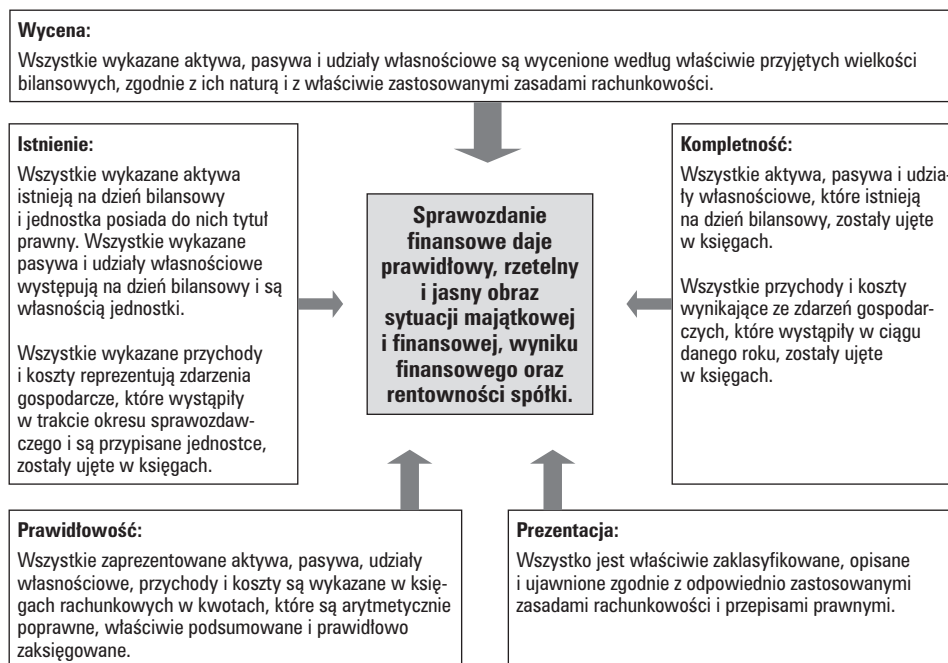 Wycena:
Wszystkie wykazane aktywa, pasywa i udziały własnościowe są wycenione według właściwie przyjętych wielkości
bilansowych, zgodnie z ich naturą i z właściwie zastosowanymi zasadami rachunkowości.
Istnienie:
Wszystkie wykazane aktywa
istnieją na dzień bilansowy
i jednostka posiada do nich tytuł
prawny. Wszystkie wykazane
pasywa i udziały własnościowe
występują na dzień bilansowy i są
własnością jednostki.
Wszystkie wykazane przychody
i koszty reprezentują zdarzenia
gospodarcze, które wystąpiły
w trakcie okresu sprawozdaw-
czego i są przypisane jednostce,
zostały ujęte w księgach.
Sprawozdanie
finansowe daje
prawidłowy, rzetelny
i jasny obraz
sytuacji majątkowej
i finansowej, wyniku
finansowego oraz
rentowności spółki.
Kompletność:
Wszystkie aktywa, pasywa i udzia-
ły własnościowe, które istnieją
na dzień bilansowy, zostały ujęte
w księgach.
Wszystkie przychody i koszty
wynikające ze zdarzeń gospodar-
czych, które wystąpiły w ciągu
danego roku, zostały ujęte
w księgach.
Prawidłowość:
Wszystkie zaprezentowane aktywa, pasywa, udziały
własnościowe, przychody i koszty są wykazane w księ-
gach rachunkowych w kwotach, które są arytmetycznie
poprawne, właściwie podsumowane i prawidłowo
zaksięgowane.
Prezentacja:
Wszystko jest właściwie zaklasyfikowane, opisane
i ujawnione zgodnie z odpowiednio zastosowanymi
zasadami rachunkowości i przepisami prawnymi.